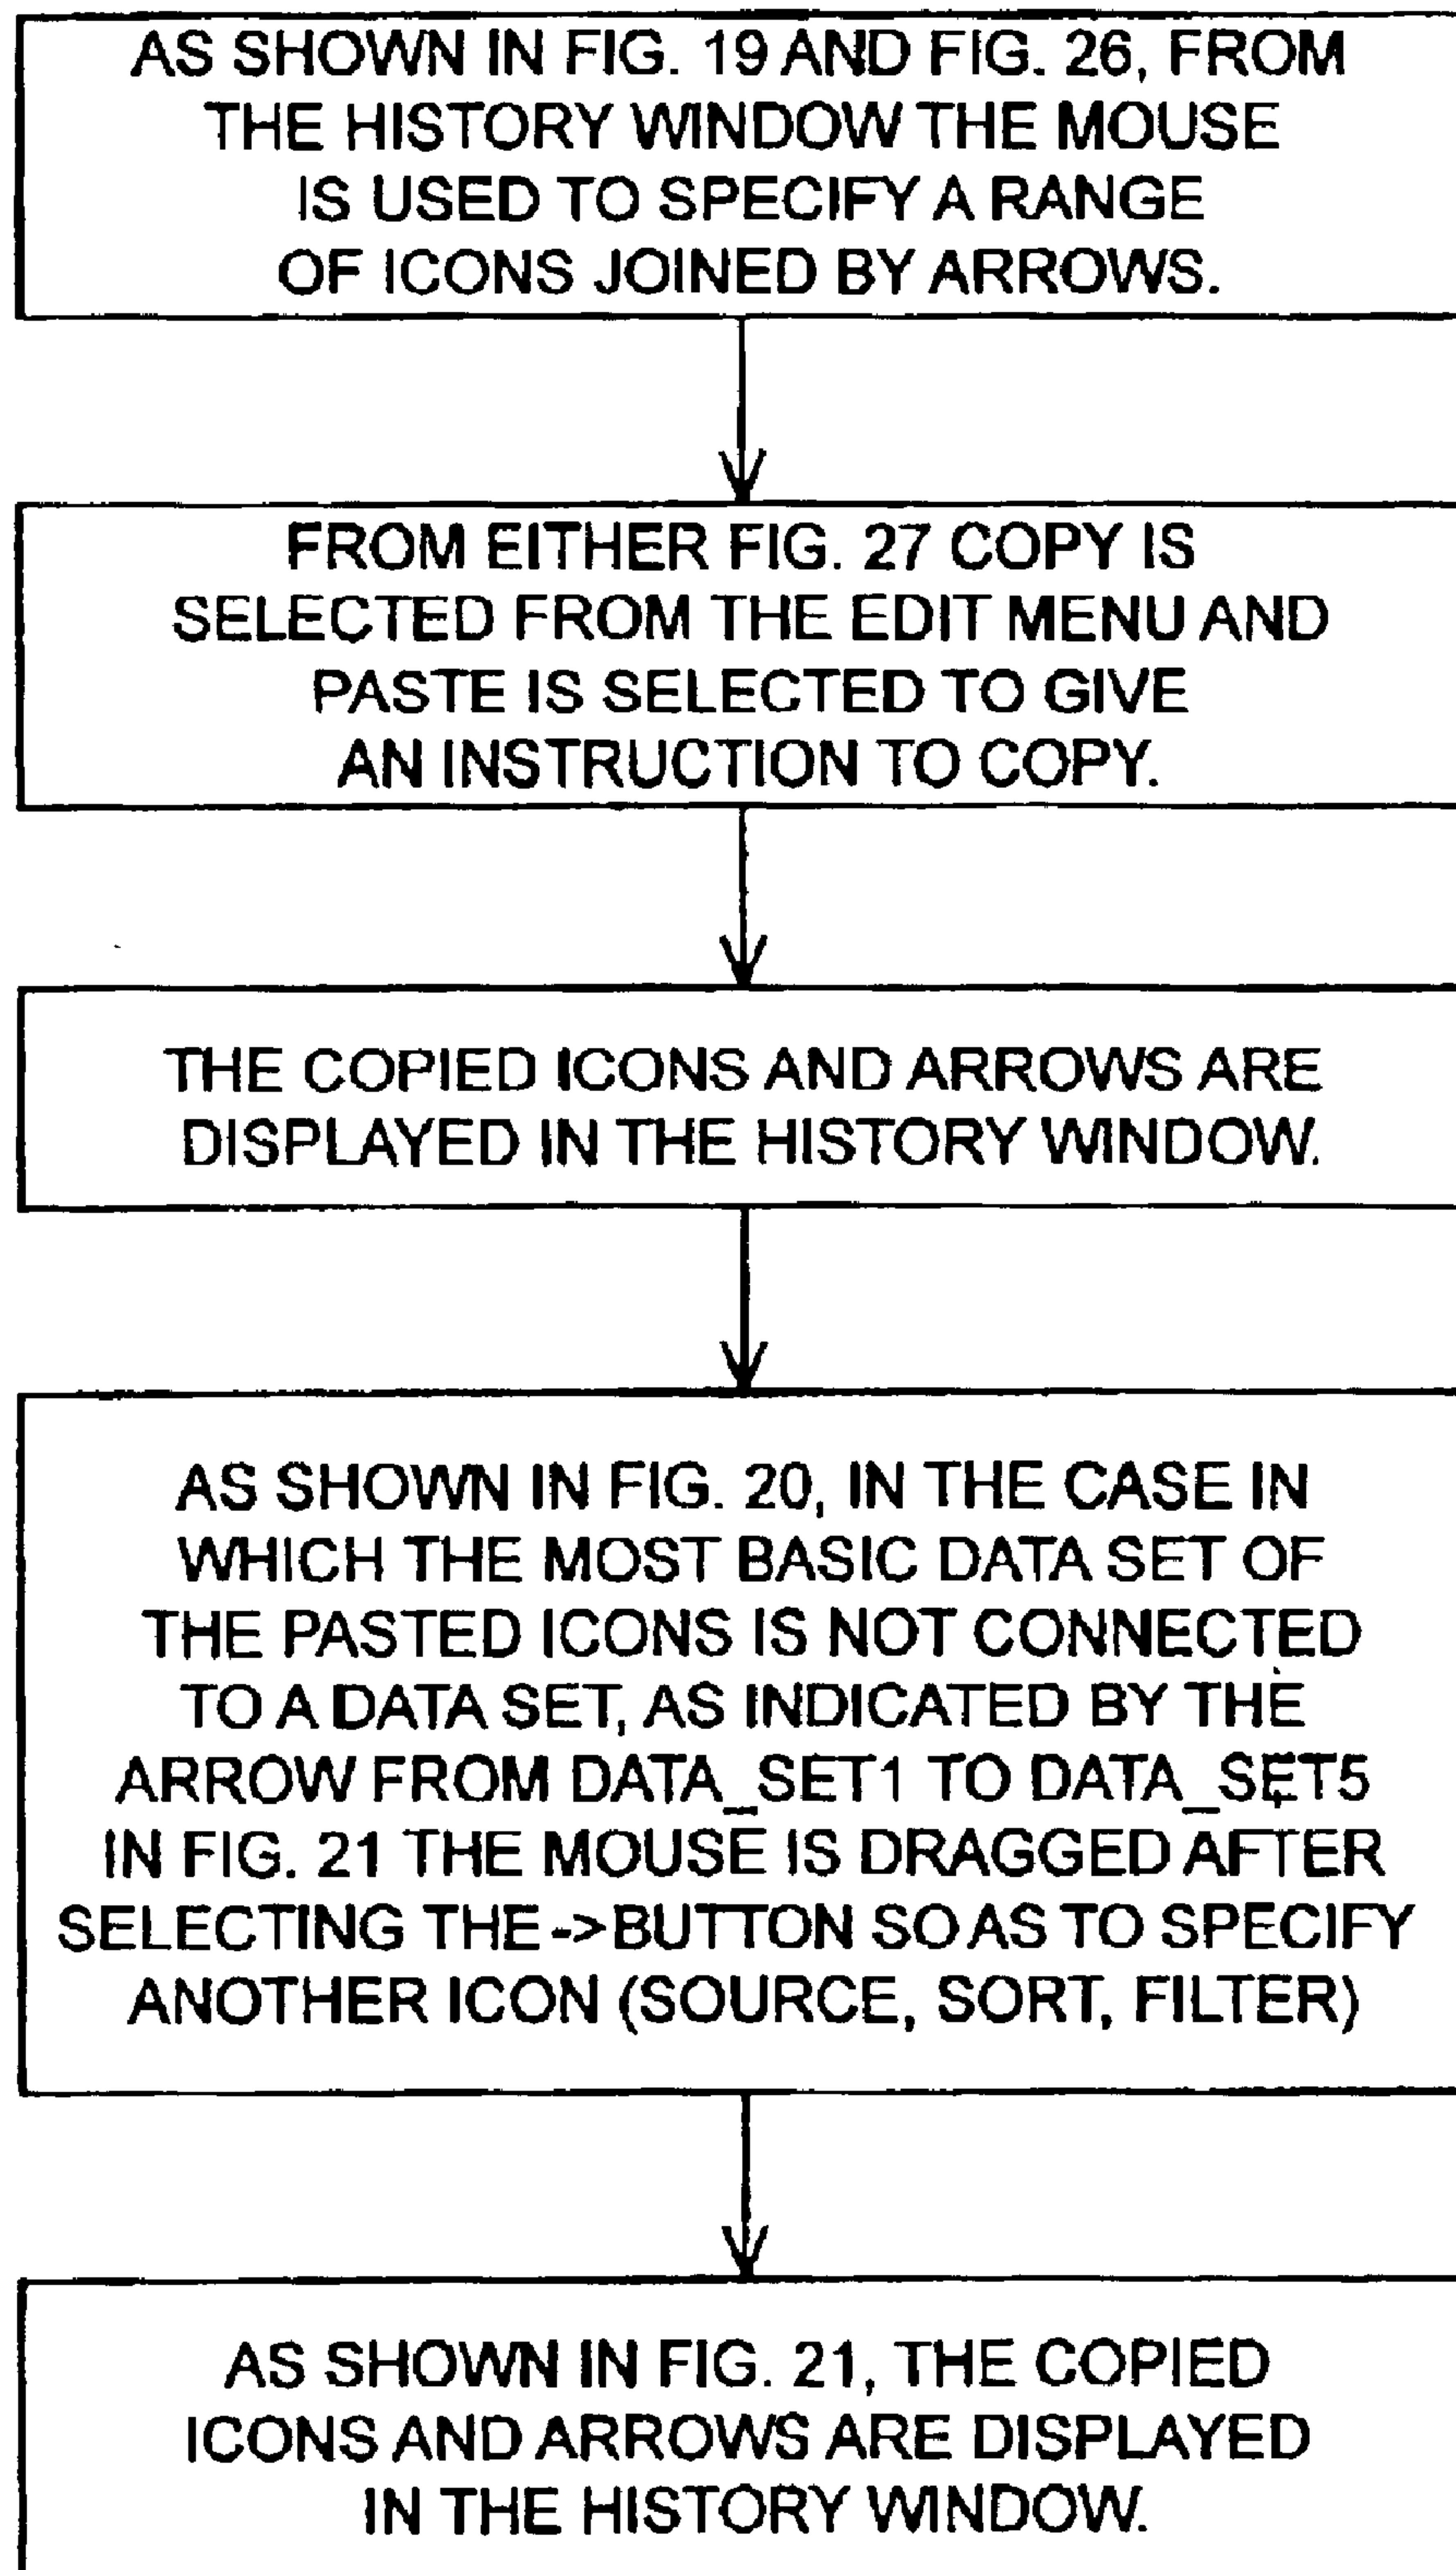 AS SHOWN IN FIG. 19 AND FIG. 26, FROM
THE HISTORY WINDOW THE MOUSE
IS USED TO SPECIFY A RANGE
OF ICONS JOINED BY ARROWS.
FROM EITHER FIG. 27 COPY IS
SELECTED FROM THE EDIT MENU AND
PASTE IS SELECTED TO GIVE
AN INSTRUCTION TO COPY.
THE COPIED ICONS AND ARROWS ARE
DISPLAYED IN THE HISTORY WINDOW.
AS SHOWN IN FIG. 20, IN THE CASE IN
WHICH THE MOST BASIC DATA SET OF
THE PASTED ICONS IS NOT CONNECTED
TO A DATA SET, AS INDICATED BY THE
ARROW FROM DATA_SET1 TO DATA_SET5
IN FIG. 21 THE MOUSE IS DRAGGED AFTER
SELECTING THE -> BUTTON SO AS TO SPECIFY
ANOTHER ICON (SOURCE, SORT, FILTER)
AS SHOWN IN FIG. 21, THE COPIED
ICONS AND ARROWS ARE DISPLAYED
IN THE HISTORY WINDOW.